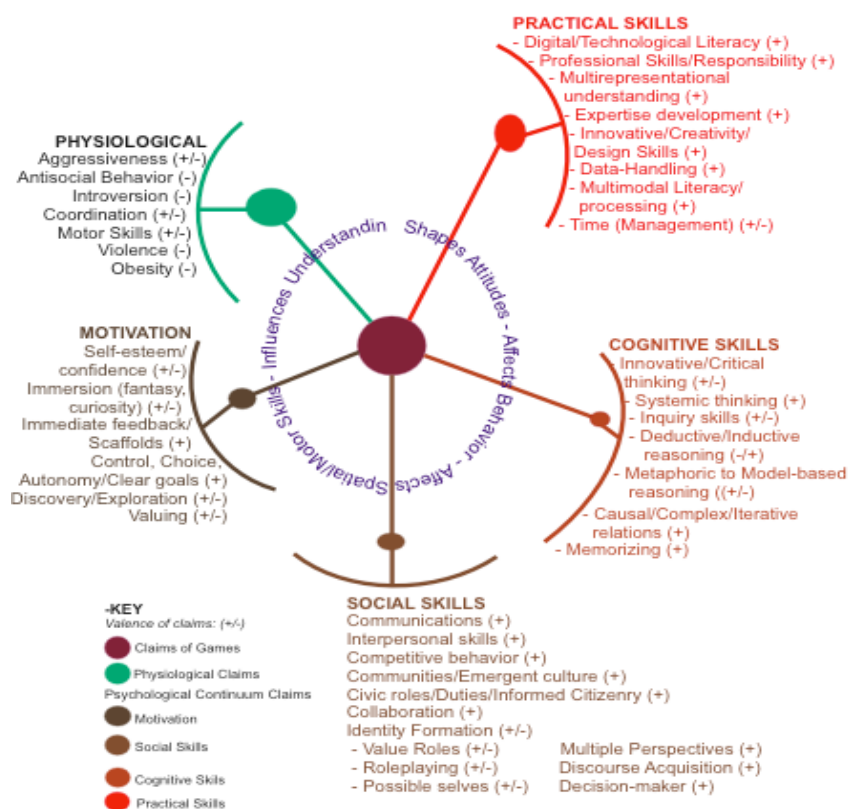 PRACTICAL SKILLS
- Digital/Technological Literacy (+)
- Professional Skills/Responsibility (+)
- Multirepresentational
understanding (+)
- Expertise development (+)
- Innovative/Creativity/
Design Skills (+)
- Data-Handling (+)
- Multimodal Literacy/
processing (+)
- Time (Management) (+/-)
PHYSIOLOGICAL
Aggressiveness (+/-)
Antisocial Behavior (-)
Introversion (-)
Coordination (+/-)
Motor Skills (+/-)
Violence (-)
Obesity (-)
Shapes Attitudes - Affects Behavior - Affects Spatial/Motor Skills - Influences Understandin
MOTIVATION
Self-esteem/
confidence (+/-)
Immersion (fantasy,
curiosity) (+/-)
Immediate feedback/
Scaffolds (+)
Control, Choice,
Autonomy/Clear goals (+)
Discovery/Exploration (+/-)
Valuing (+/-)
COGNITIVE SKILLS
- Innovative/Critical
thinking (+/-)
- Systemic thinking (+)
- Inquiry skills (+/-)
- Deductive/Inductive
reasoning (-/+)
- Metaphoric to Model-based
reasoning ((+/-)
- Causal/Complex/Iterative
relations (+)
- Memorizing (+)
SOCIAL SKILLS
Communications (+)
Interpersonal skills (+)
Competitive behavior (+)
Communities/Emergent culture (+)
Civic roles/Duties/Informed Citizenry (+)
Collaboration (+)
Identity Formation (+/-)
- Value Roles (+/-) Multiple Perspectives (+)
- Roleplaying (+/-) Discourse Acquisition (+)
- Possible selves (+/-) Decision-maker (+)
-KEY
Valence of claims: (+/-)
Claims of Games
Physiological Claims
Psychological Continuum Claims
Motivation
Social Skills
Cognitive Skils
Practical Skills